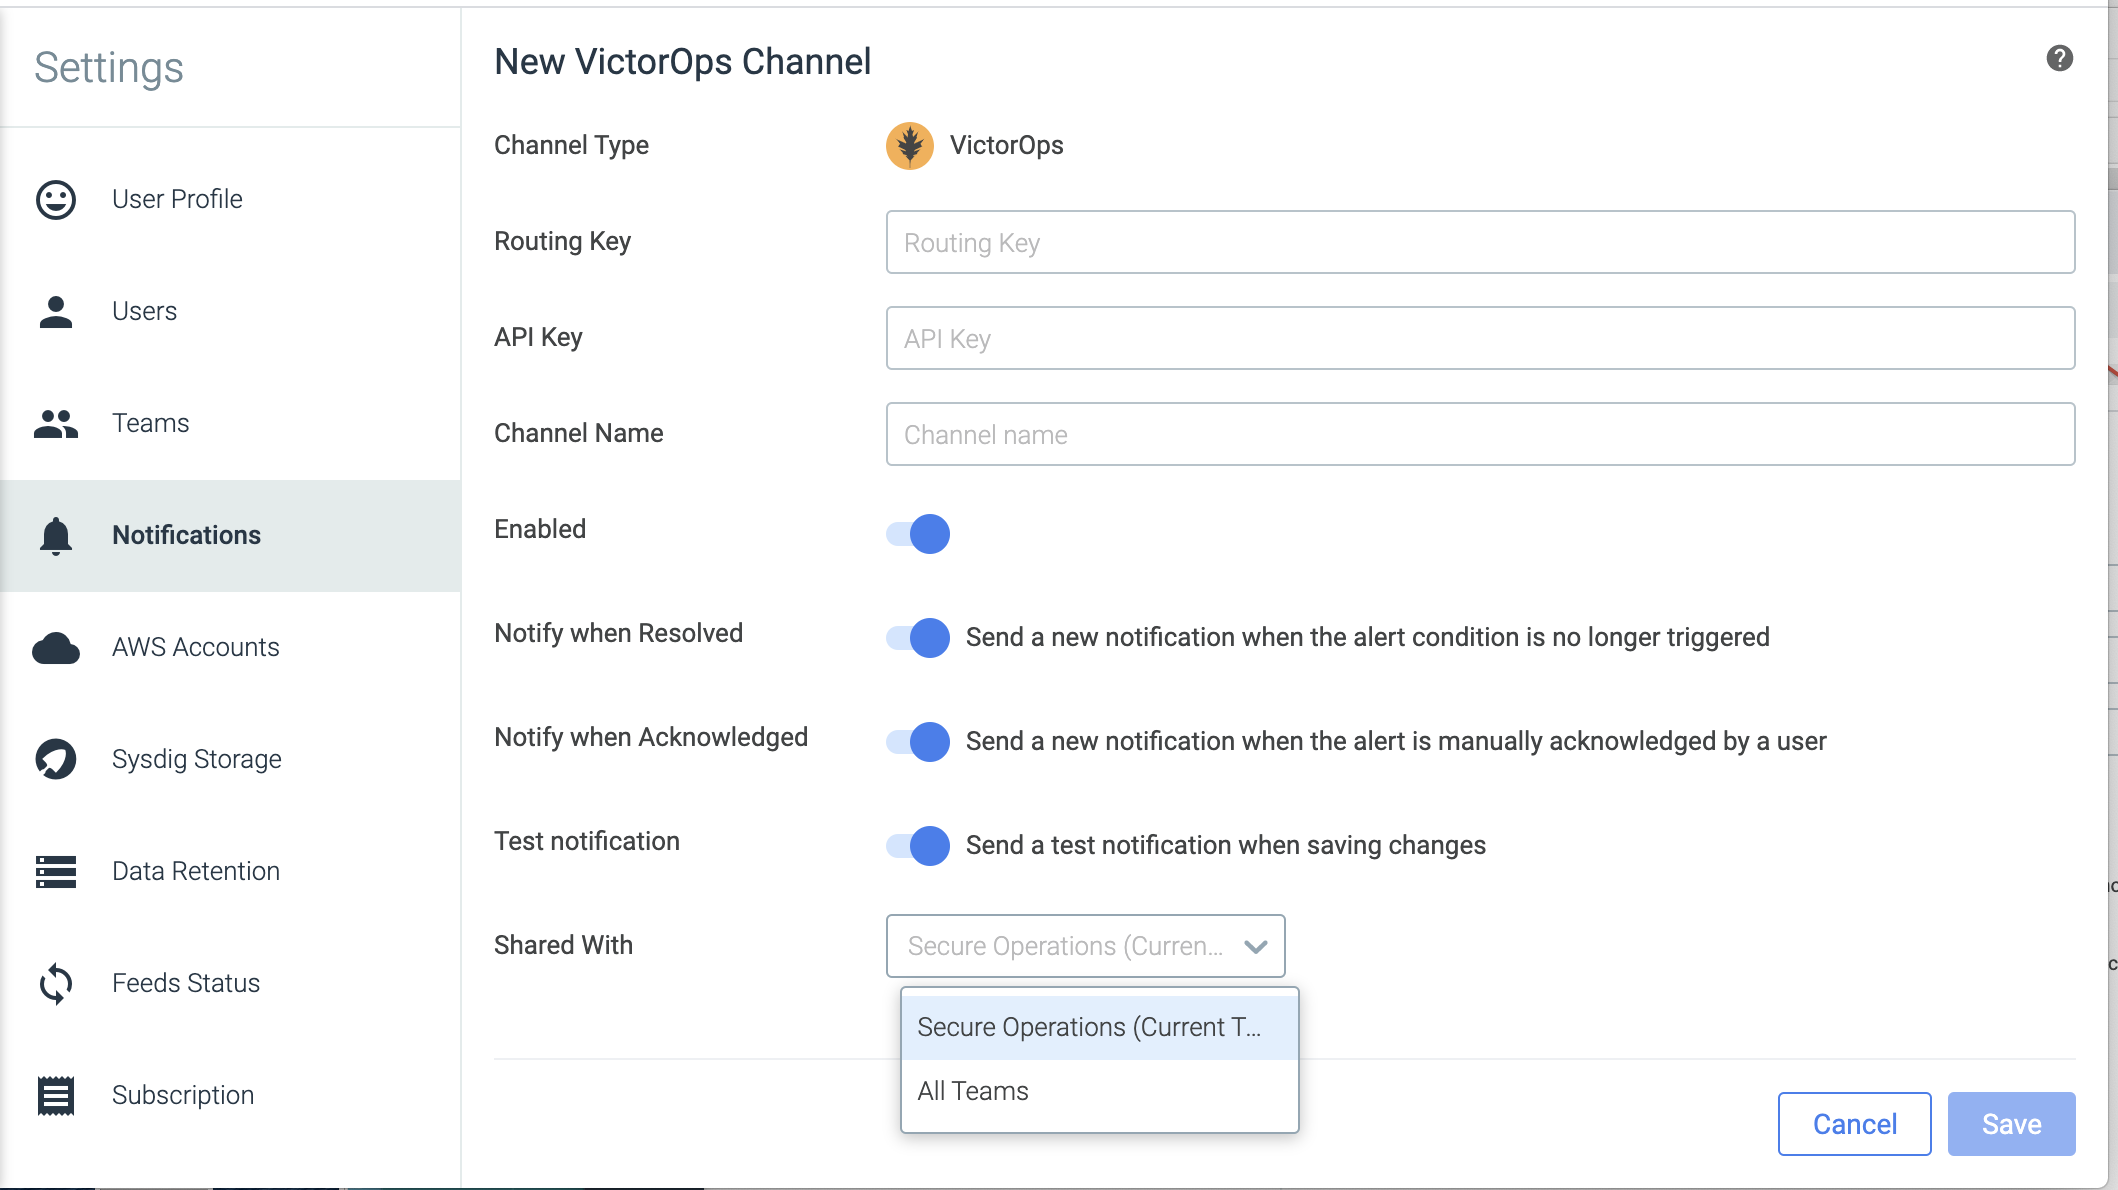 Settings
User Profile
Users
Teams
Notifications
AWS Accounts
Sysdig Storage
Data Retention
Feeds Status
Subscription
New VictorOps Channel
?
Channel Type
VictorOps
Routing Key
Routing Key
API Key
API Key
Channel Name
Channel name
Enabled
Notify when Resolved
Send a new notification when the alert condition is no longer triggered
Notify when Acknowledged
Send a new notification when the alert is manually acknowledged by a user
Test notification
Send a test notification when saving changes
Shared With
Secure Operations (Curren...
Secure Operations (Current T...
All Teams
Cancel
Save